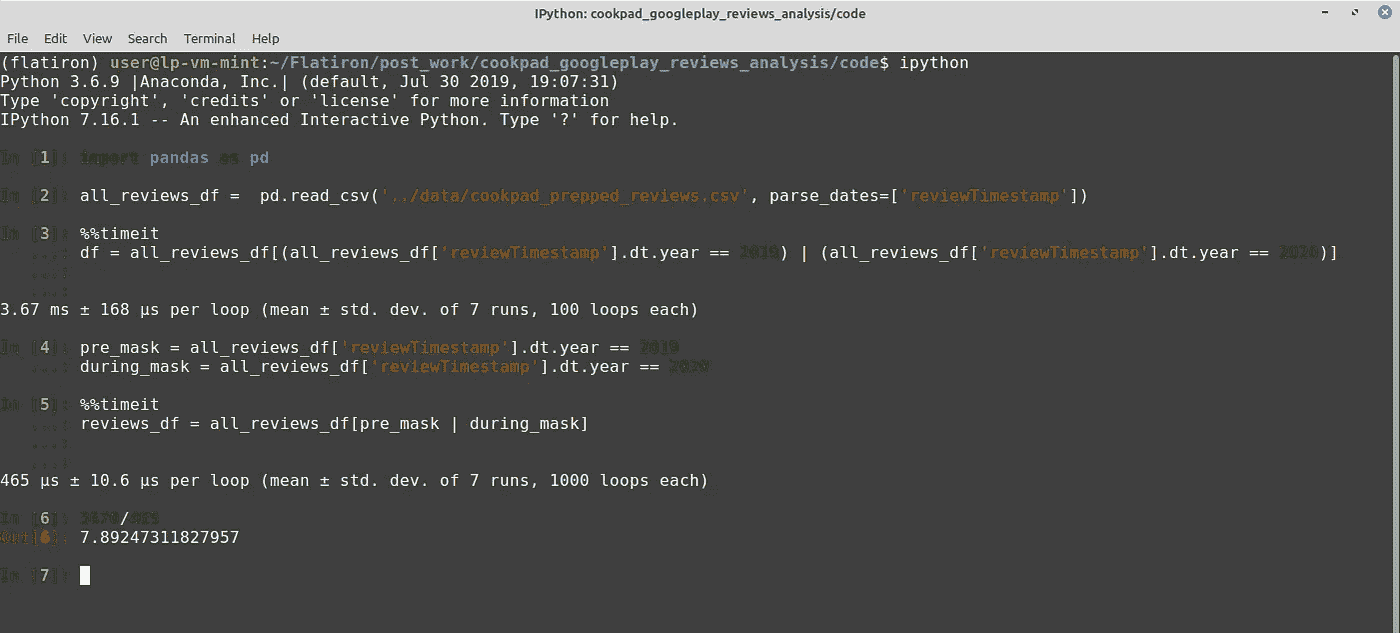 IPython: cookpad_googleplay_reviews_analysis/code
File Edit View Search Terminal Help
(flatiron) user@lp-vm-mint:~/Flatiron/post_work/cookpad_googleplay_reviews_analysis/code$ ipython
Python 3.6.9 |Anaconda, Inc.| (default, Jul 30 2019, 19:07:31)
Type 'copyright', 'credits' or 'license' for more information
IPython 7.16.1 -- An enhanced Interactive Python. Type '?' for help.
In [1]: import pandas as pd
In [2]: all_reviews_df =  pd.read_csv('../data/cookpad_prepped_reviews.csv', parse_dates=['reviewTimestamp'])
In [3]: %%timeit
...: df = all_reviews_df[(all_reviews_df['reviewTimestamp'].dt.year == 2019) | (all_reviews_df['reviewTimestamp'].dt.year == 2020)]
...:
...:
3.67 ms ± 168 µs per loop (mean ± std. dev. of 7 runs, 100 loops each)
In [4]: pre_mask = all_reviews_df['reviewTimestamp'].dt.year == 2019
...: during_mask = all_reviews_df['reviewTimestamp'].dt.year == 2020
In [5]: %%timeit
...: reviews_df = all_reviews_df[pre_mask | during_mask]
...:
...:
465 µs ± 10.6 µs per loop (mean ± std. dev. of 7 runs, 1000 loops each)
In [6]: 3670/465
Out[6]: 7.89247311827957
In [7]: